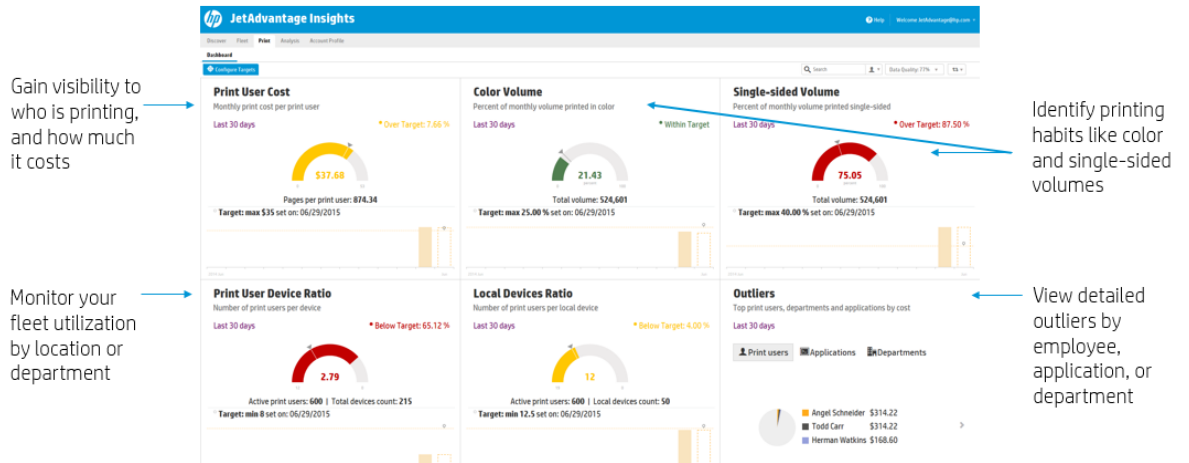 hp JetAdvantage Insights
Help Welcome JetAdvantage@hp.com
Discover Fleet Print Analysis Account Profile
Dashboard
Configure Targets
Search Data Quality: 77%
Gain visibility to
who is printing,
and how much
it costs
Print User Cost
Monthly print cost per print user
Last 30 days Over Target: 7.66 %
$37.68
Pages per print user: 874.34
Target: max $35 set on: 06/29/2015
Color Volume
Percent of monthly volume printed in color
Last 30 days Within Target
21.43
percent
0 100
Total volume: 524,601
Target: max 25.00 % set on: 06/29/2015
Single-sided Volume
Percent of monthly volume printed single-sided
Last 30 days Over Target: 87.50 %
75.05
percent
0 100
Total volume: 524,601
Target: max 40.00 % set on: 06/29/2015
Identify printing
habits like color
and single-sided
volumes
Monitor your
fleet utilization
by location or
department
Print User Device Ratio
Number of print users per device
Last 30 days Below Target: 65.12 %
2.79
Active print users: 600 | Total devices count: 215
Target: min 8 set on: 06/29/2015
Local Devices Ratio
Number of print users per local device
Last 30 days Below Target: 4.00 %
12
Active print users: 600 | Local devices count: 50
Target: min 12.5 set on: 06/29/2015
Outliers
Top print users, departments and applications by cost
Last 30 days
Print users Applications Departments
Angel Schneider $314.22
Todd Carr $314.22
Herman Watkins $168.60
View detailed
outliers by
employee,
application, or
department